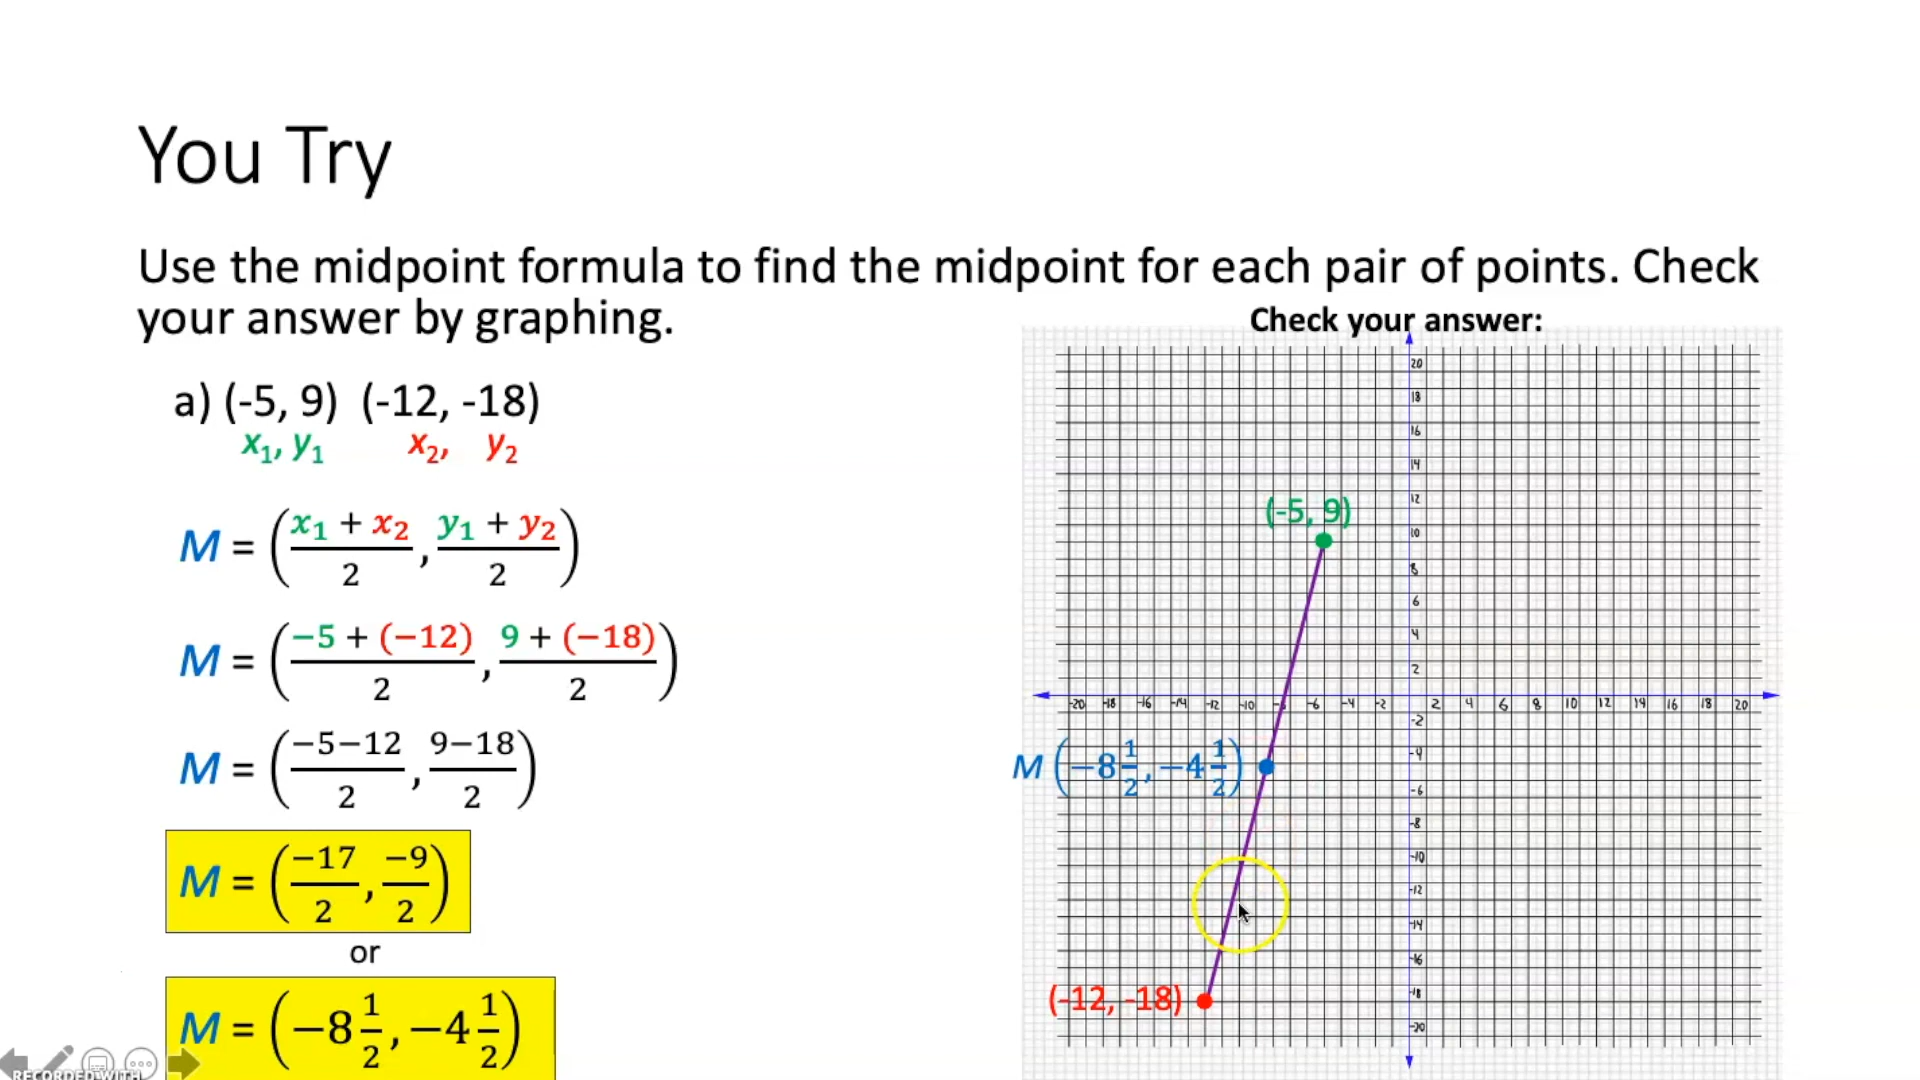 You Try
Use the midpoint formula to find the midpoint for each pair of points. Check
your answer by graphing.
Check your answer:
a) (-5, 9) (-12, -18)
x₁, y₁ x₂, y₂
M = (x₁ + x₂ / 2, y₁ + y₂ / 2)
M = (−5 + (−12) / 2, 9 + (−18) / 2)
M = (−5−12 / 2, 9−18 / 2)
M = (−17 / 2, −9 / 2)
or
M = (−8 1/2, −4 1/2)
20
18
16
14
12
(-5, 9)
10
8
6
4
2
-20 -18 -16 -14 -12 -10 -6 -4 -2 2 4 6 8 10 12 14 16 18 20
-2
-4
M (−8 1/2, −4 1/2)
-6
-8
-10
-12
-14
-16
-18
(-12, -18)
-20
RECORDED WITH